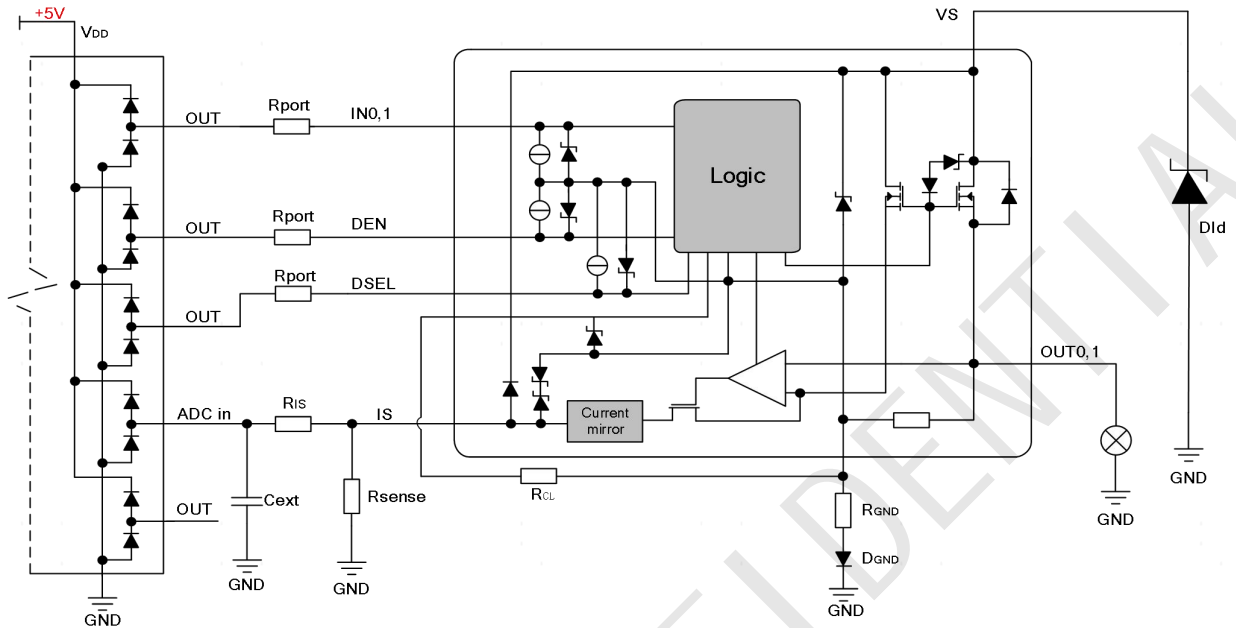 +5V
VDD
VS
OUT
Rport
IN0,1
Logic
OUT
Rport
DEN
Dld
Rport
DSEL
OUT
OUT0,1
ADC in
RIS
IS
Current
mirror
OUT
Cext
Rsense
RCL
RGND
DGND
GND
GND
GND
GND
GND
GND
IDENTIAL